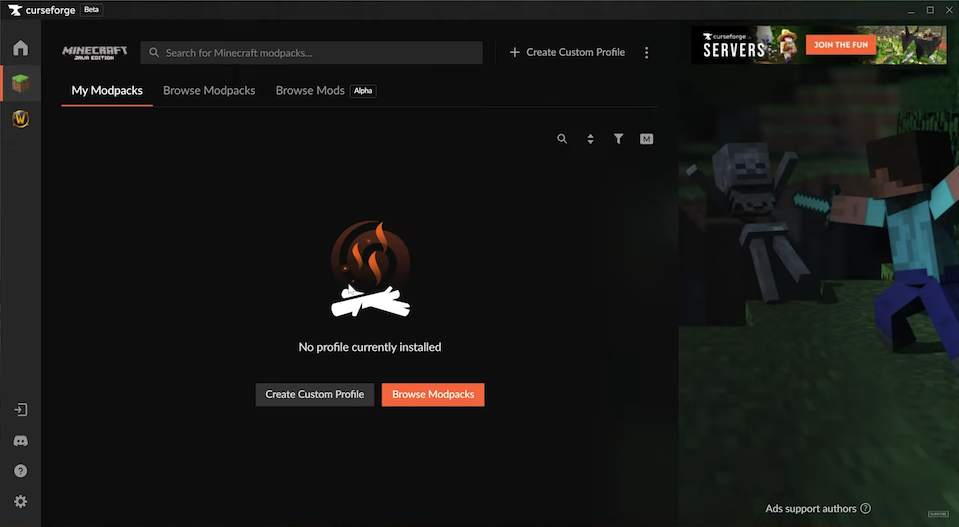 curseforge Beta
MINECRAFT
JAVA EDITION
Search for Minecraft modpacks...
+ Create Custom Profile
curseforge
SERVERS
JOIN THE FUN
My Modpacks
Browse Modpacks
Browse Mods Alpha
M
W
No profile currently installed
Create Custom Profile
Browse Modpacks
Ads support authors ?
CURSEFORGE